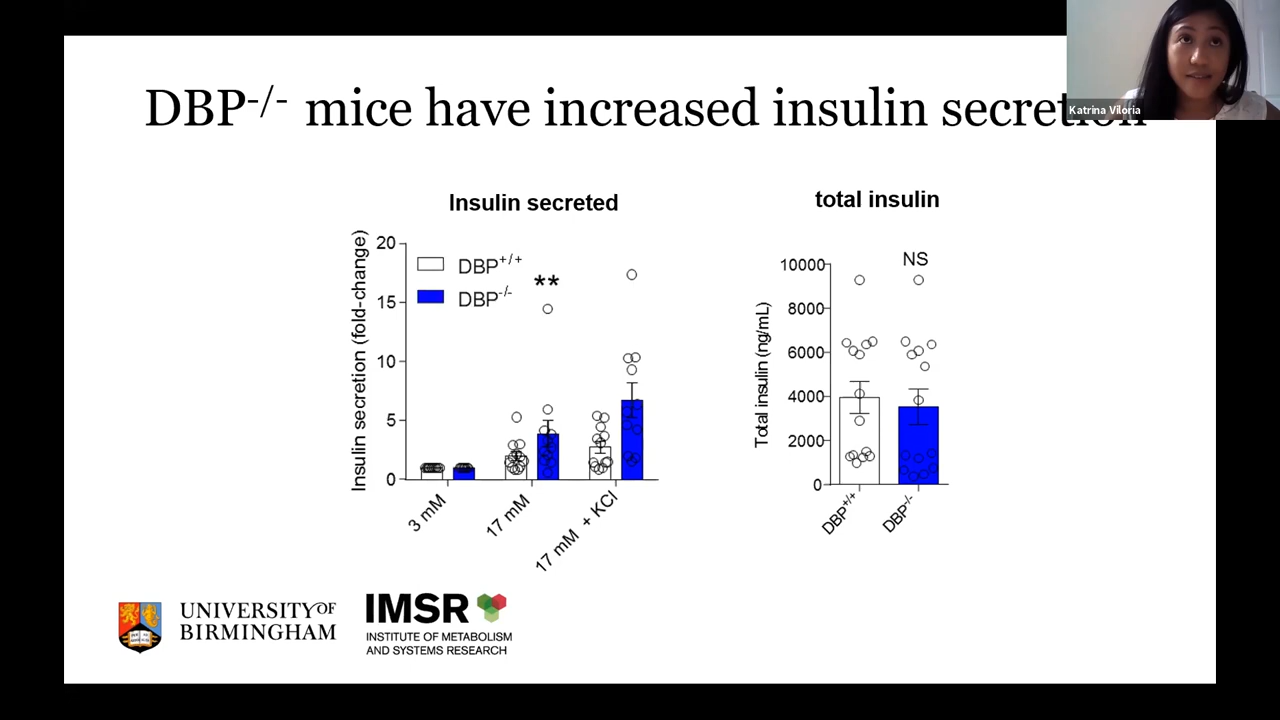 DBP-/- mice have increased insulin secretion
Katrina Viloria
Insulin secreted
total insulin
Insulin secretion (fold-change)
20
15
10
5
0
DBP+/+
DBP-/-
**
3 mM
17 mM
17 mM + KCl
Total insulin (ng/mL)
10000
8000
6000
4000
2000
0
NS
DBP+/+
DBP-/-
UNIVERSITY OF
BIRMINGHAM
IMSR
INSTITUTE OF METABOLISM
AND SYSTEMS RESEARCH